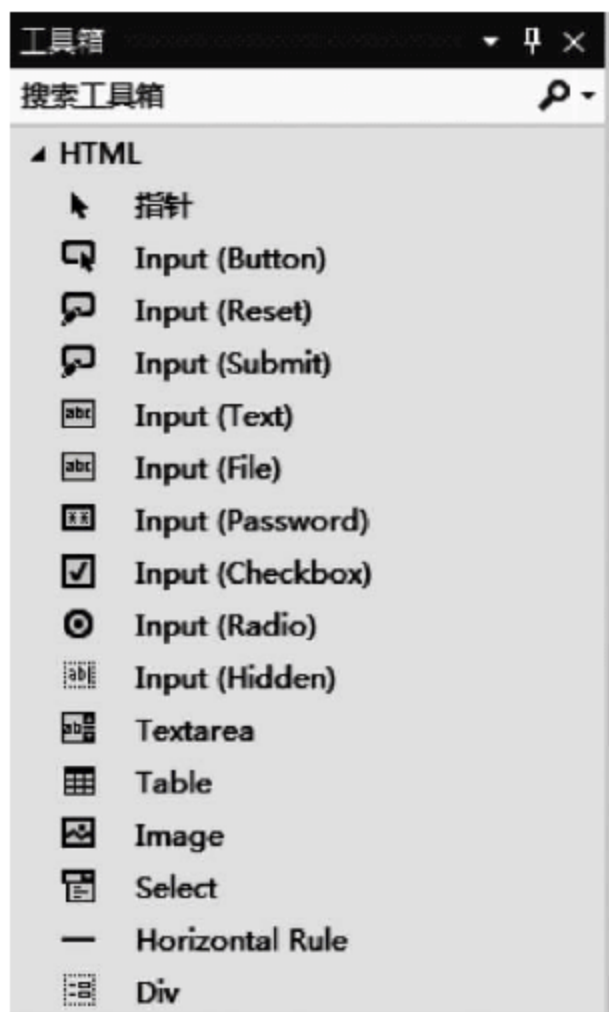 工具箱
搜索工具箱
HTML
指针
Input (Button)
Input (Reset)
Input (Submit)
Input (Text)
Input (File)
Input (Password)
Input (Checkbox)
Input (Radio)
Input (Hidden)
Textarea
Table
Image
Select
Horizontal Rule
Div